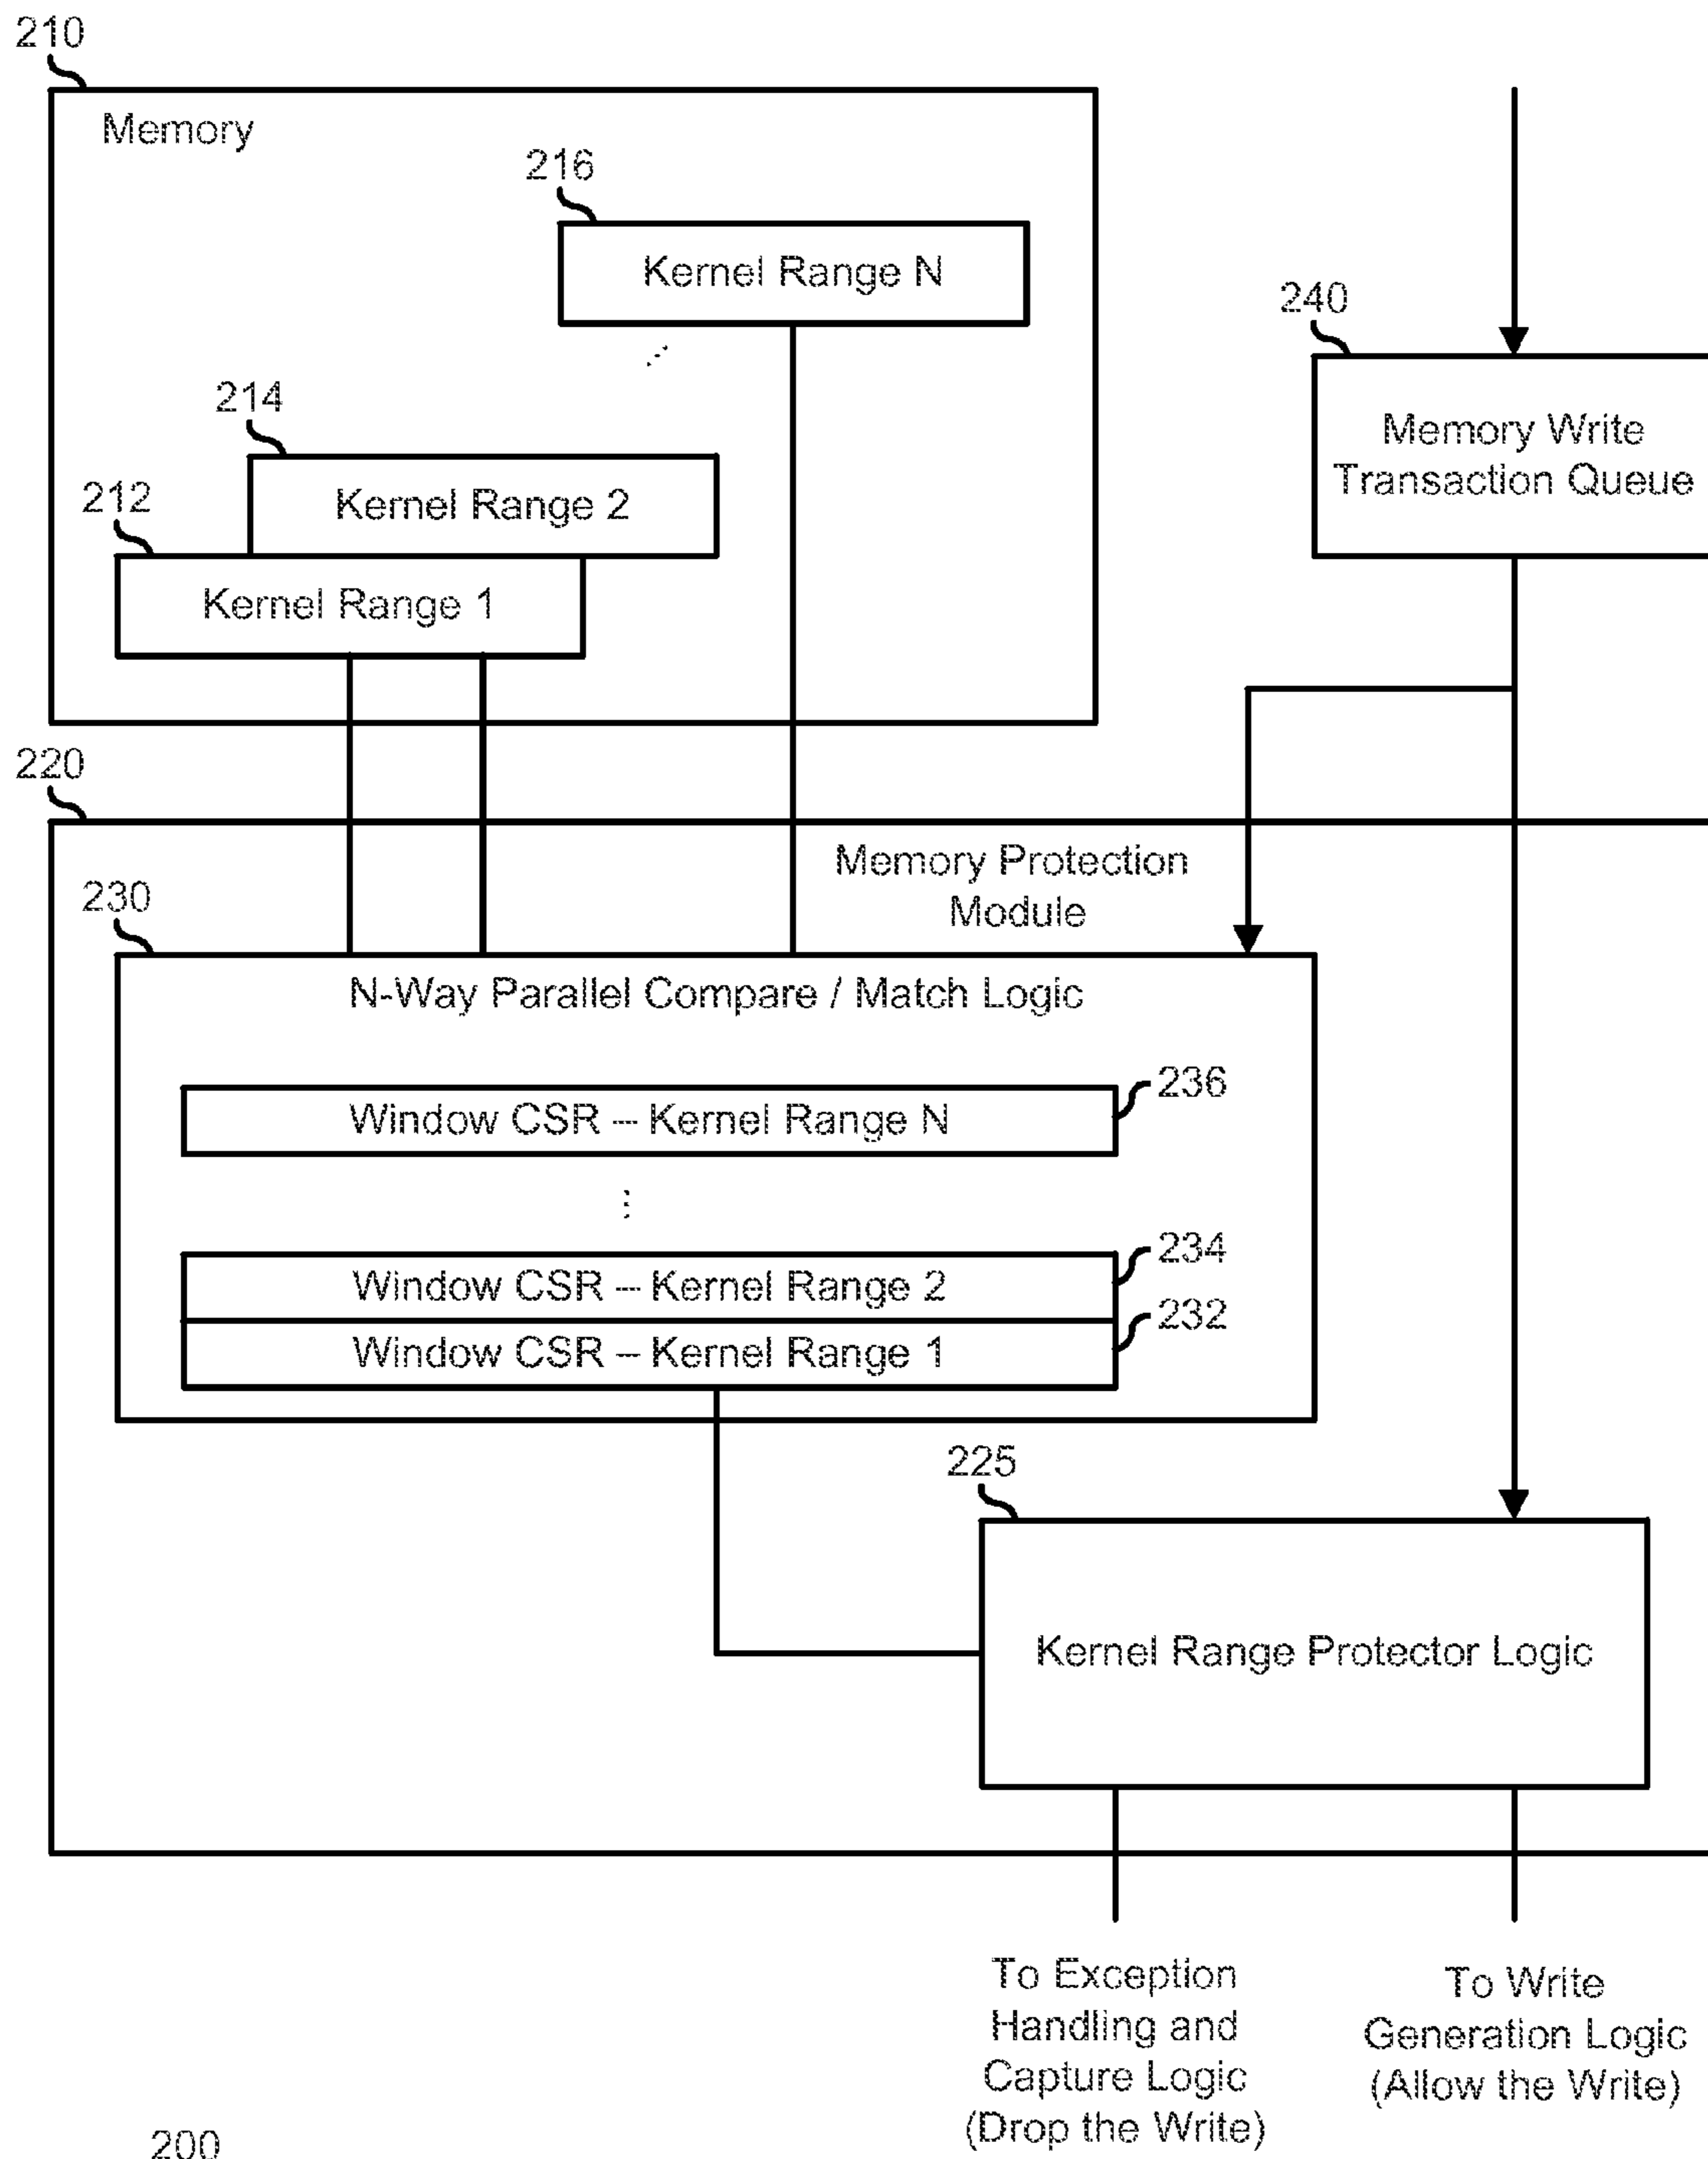 210
Memory
216
Kernel Range N
240
Memory Write
Transaction Queue
214
Kernel Range 2
212
Kernel Range 1
220
Memory Protection
Module
230
N-Way Parallel Compare / Match Logic
236
Window CSR -- Kernel Range N
234
Window CSR -- Kernel Range 2
232
Window CSR – Kernel Range 1
225
Kernel Range Protector Logic
To Exception
Handling and
Capture Logic
(Drop the Write)
To Write
Generation Logic
(Allow the Write)
200